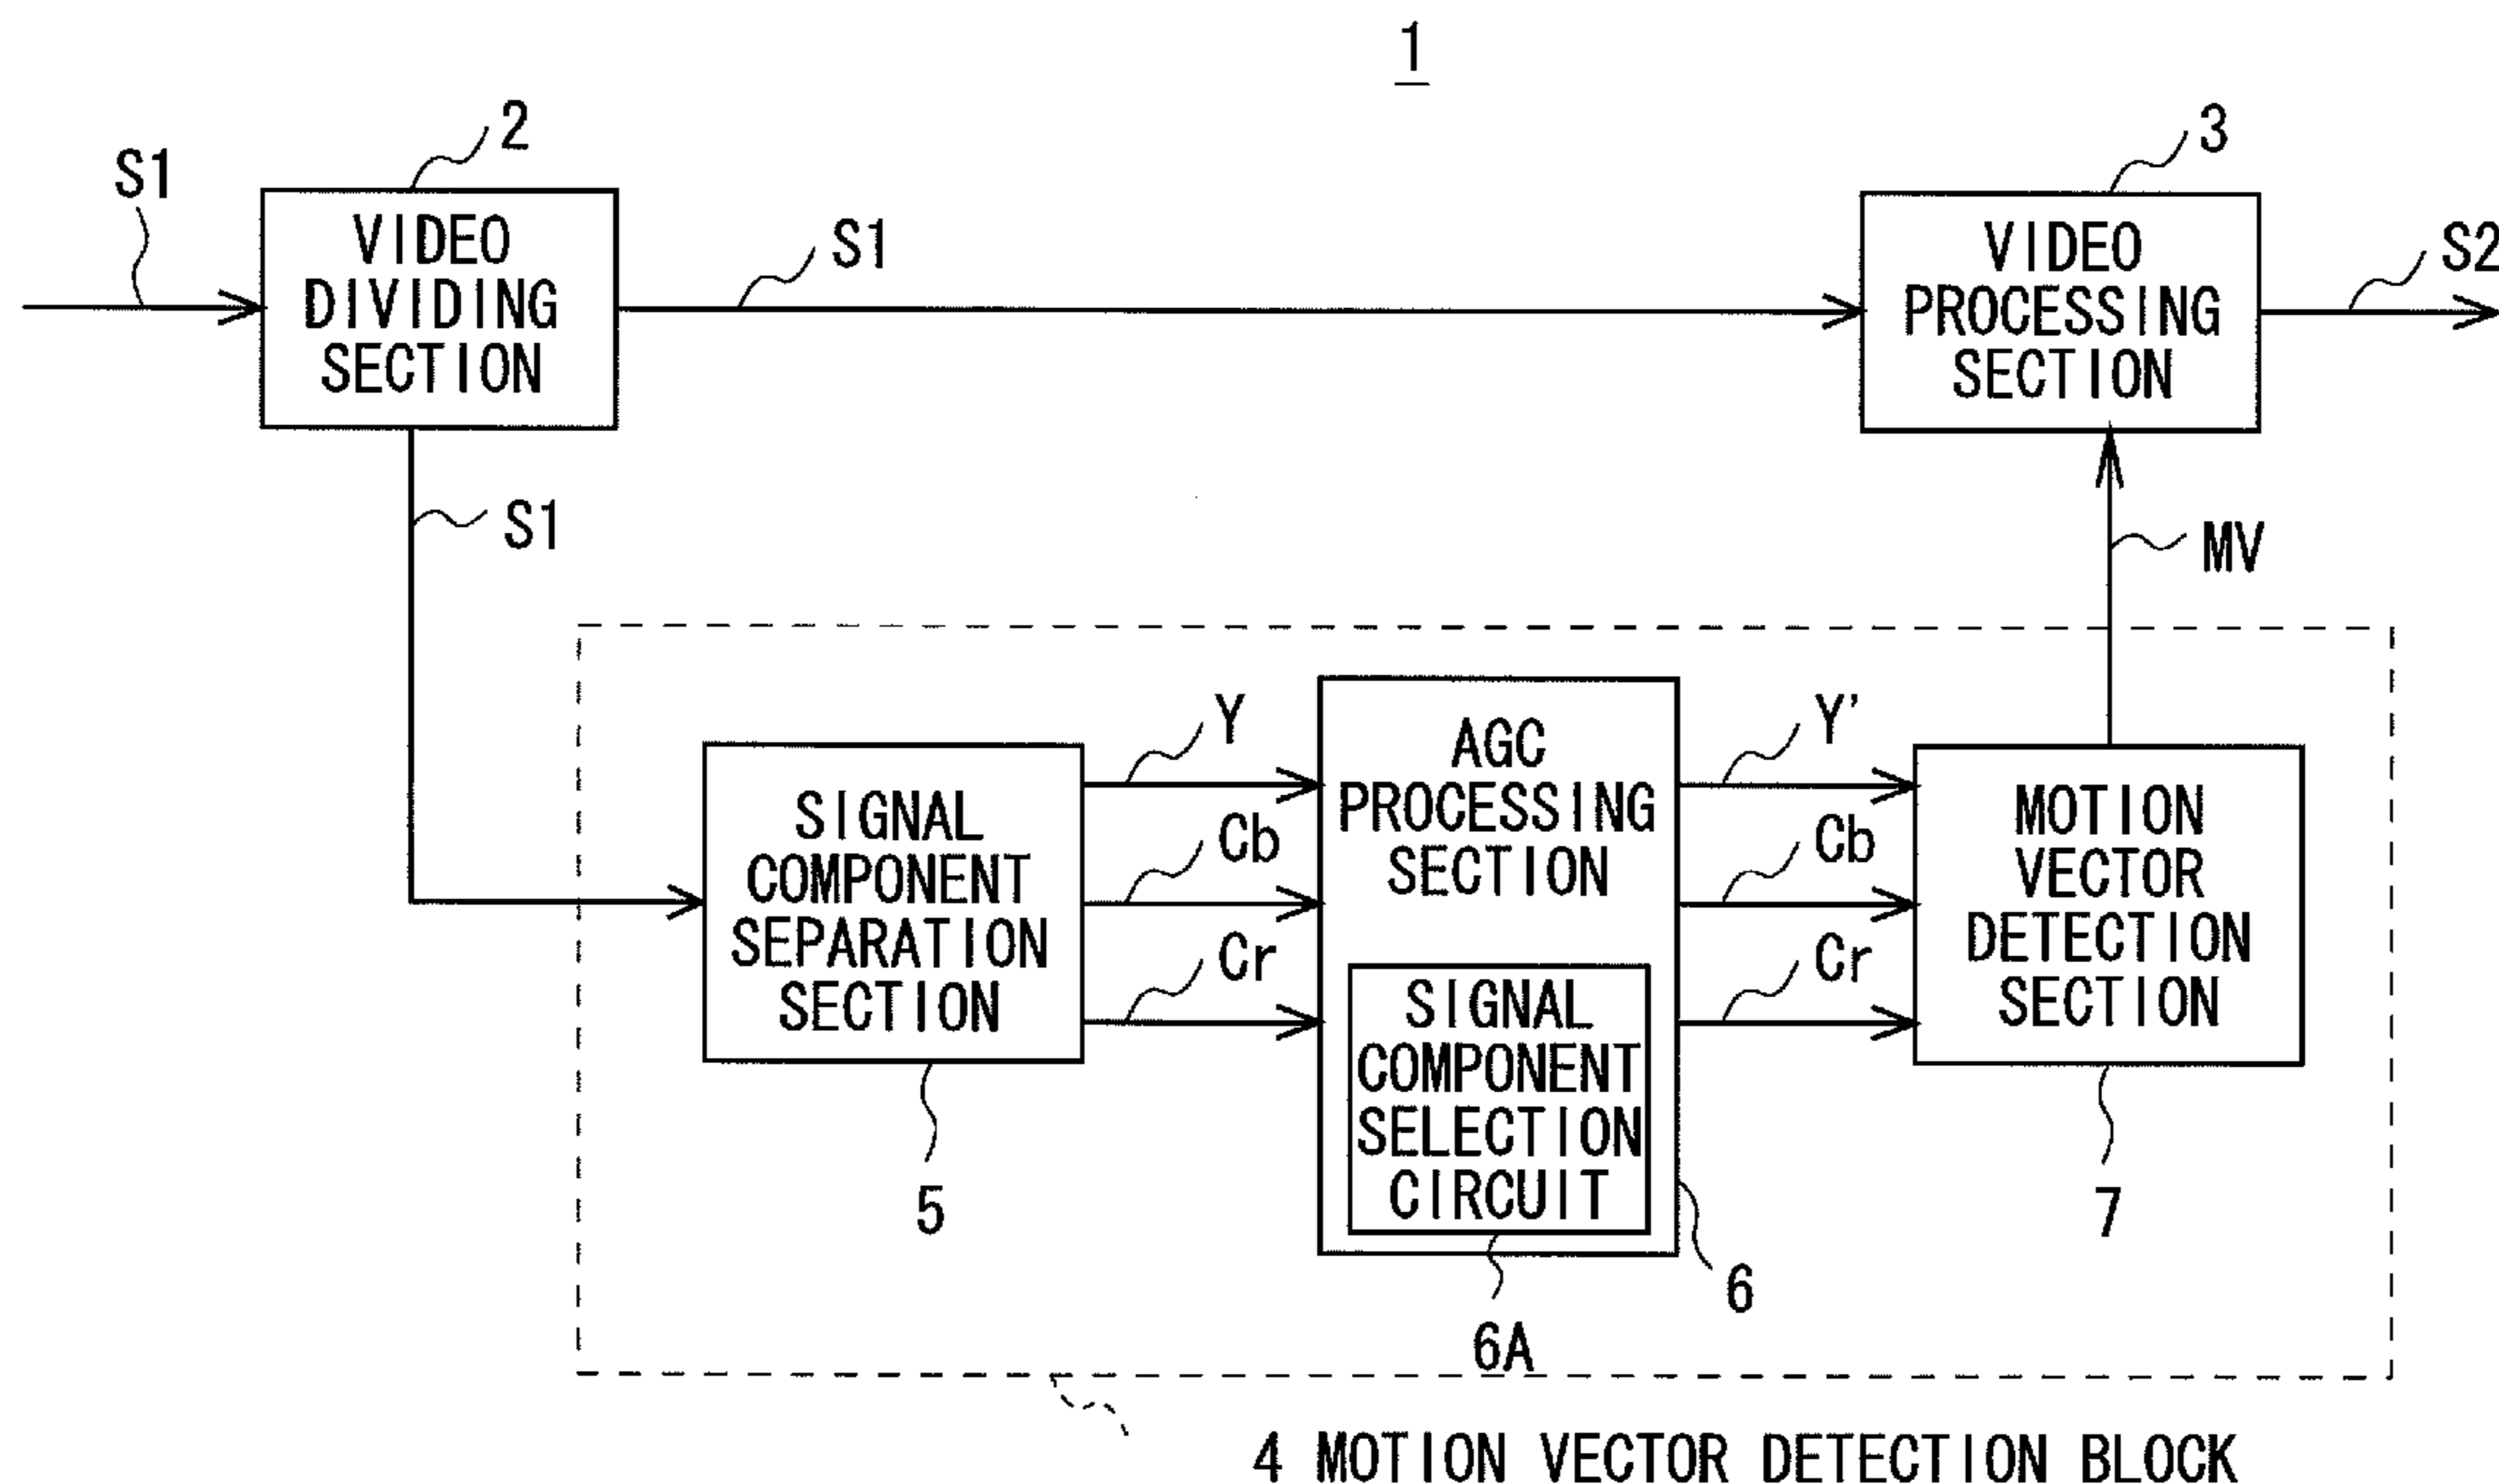 1
2
3
S1
VIDEO
DIVIDING
SECTION
S1
VIDEO
PROCESSING
SECTION
S2
S1
MV
Y
Cb
Cr
Y'
Cb
Cr
SIGNAL
COMPONENT
SEPARATION
SECTION
AGC
PROCESSING
SECTION
SIGNAL
COMPONENT
SELECTION
CIRCUIT
MOTION
VECTOR
DETECTION
SECTION
5
6
6A
7
4 MOTION VECTOR DETECTION BLOCK